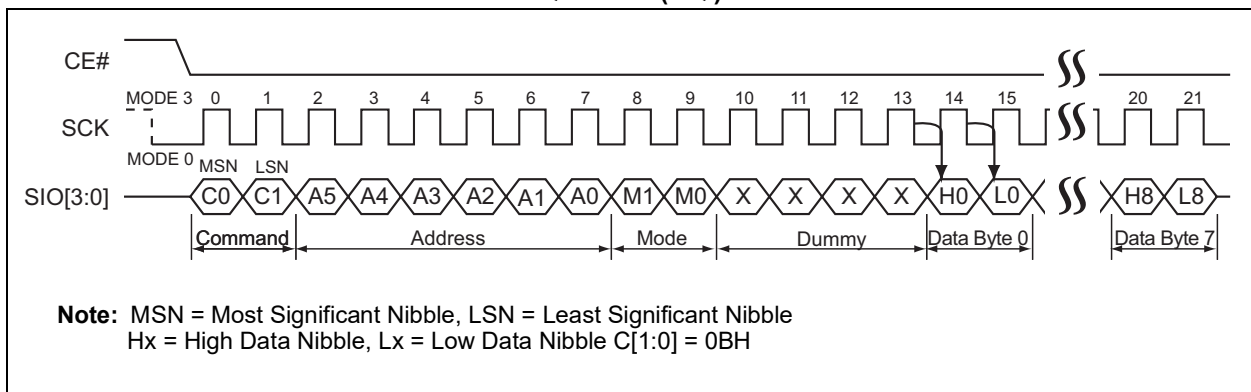 CE#
MODE 3 0 1 2 3 4 5 6 7 8 9 10 11 12 13 14 15 20 21
SCK
MODE 0
MSN LSN
SIO[3:0] C0 C1 A5 A4 A3 A2 A1 A0 M1 M0 X X X X H0 L0 H8 L8
Command Address Mode Dummy Data Byte 0 Data Byte 7
Note: MSN = Most Significant Nibble, LSN = Least Significant Nibble
Hx = High Data Nibble, Lx = Low Data Nibble C[1:0] = 0BH